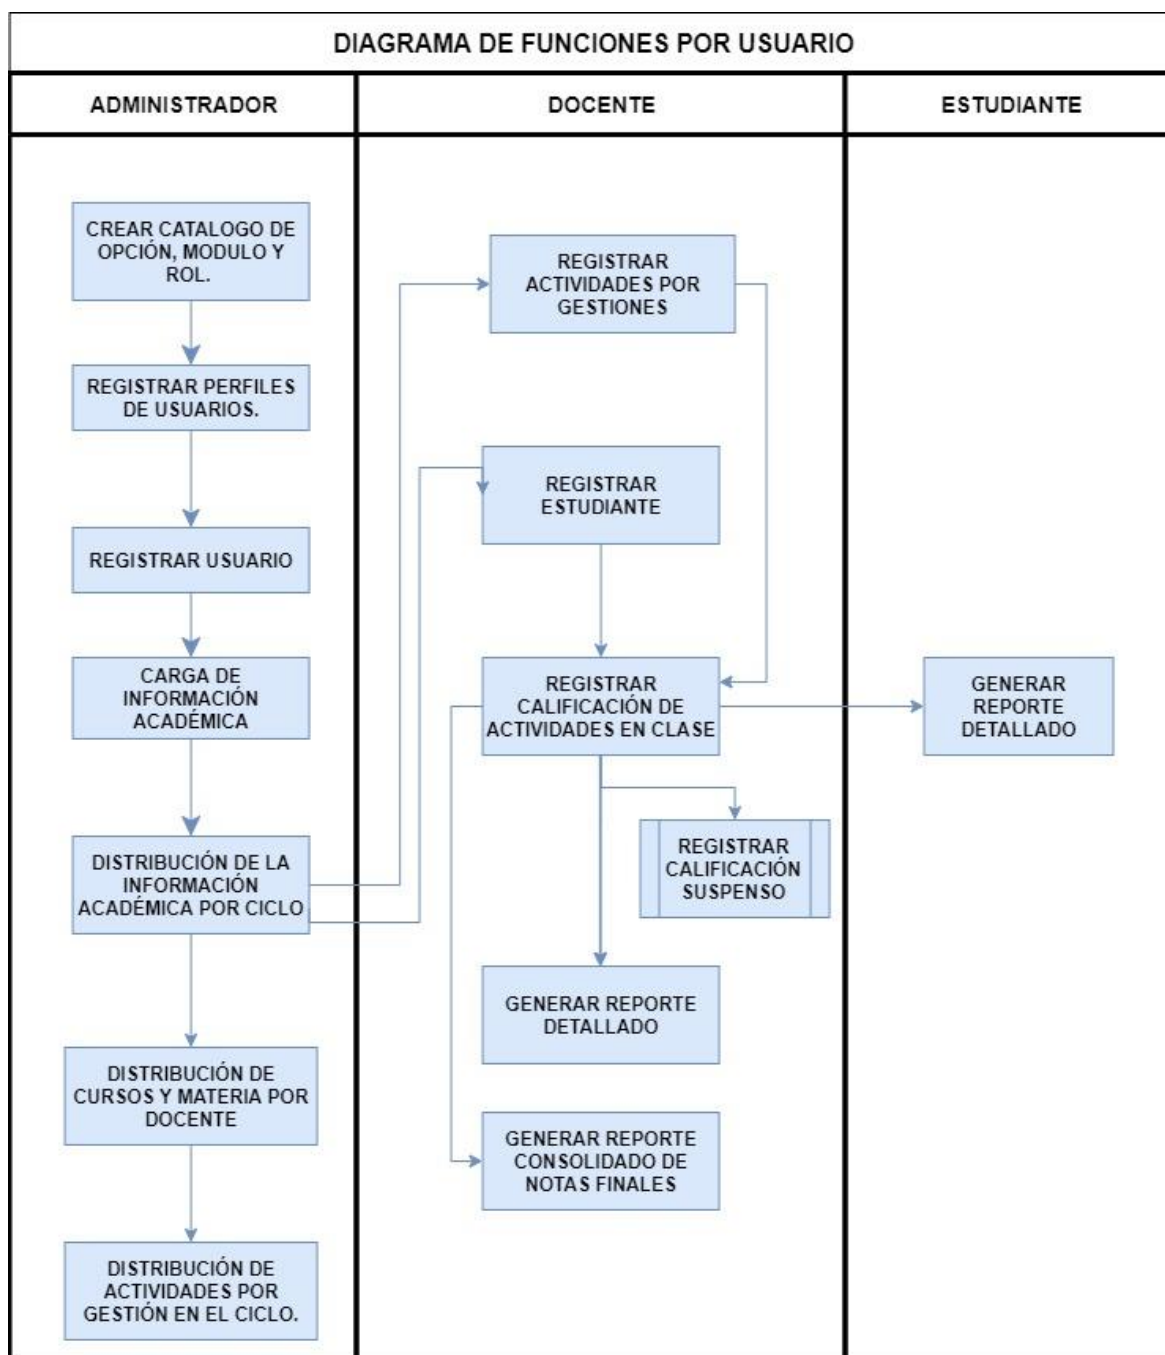 DIAGRAMA DE FUNCIONES POR USUARIO
ADMINISTRADOR
DOCENTE
ESTUDIANTE
CREAR CATALOGO DE
OPCIÓN, MODULO Y
ROL.
REGISTRAR PERFILES
DE USUARIOS.
REGISTRAR USUARIO
CARGA DE
INFORMACIÓN
ACADÉMICA
DISTRIBUCIÓN DE LA
INFORMACIÓN
ACADÉMICA POR CICLO
DISTRIBUCIÓN DE
CURSOS Y MATERIA POR
DOCENTE
DISTRIBUCIÓN DE
ACTIVIDADES POR
GESTIÓN EN EL CICLO.
REGISTRAR
ACTIVIDADES POR
GESTIONES
REGISTRAR
ESTUDIANTE
REGISTRAR
CALIFICACIÓN DE
ACTIVIDADES EN CLASE
REGISTRAR
CALIFICACIÓN
SUSPENSO
GENERAR REPORTE
DETALLADO
GENERAR REPORTE
CONSOLIDADO DE
NOTAS FINALES
GENERAR
REPORTE
DETALLADO